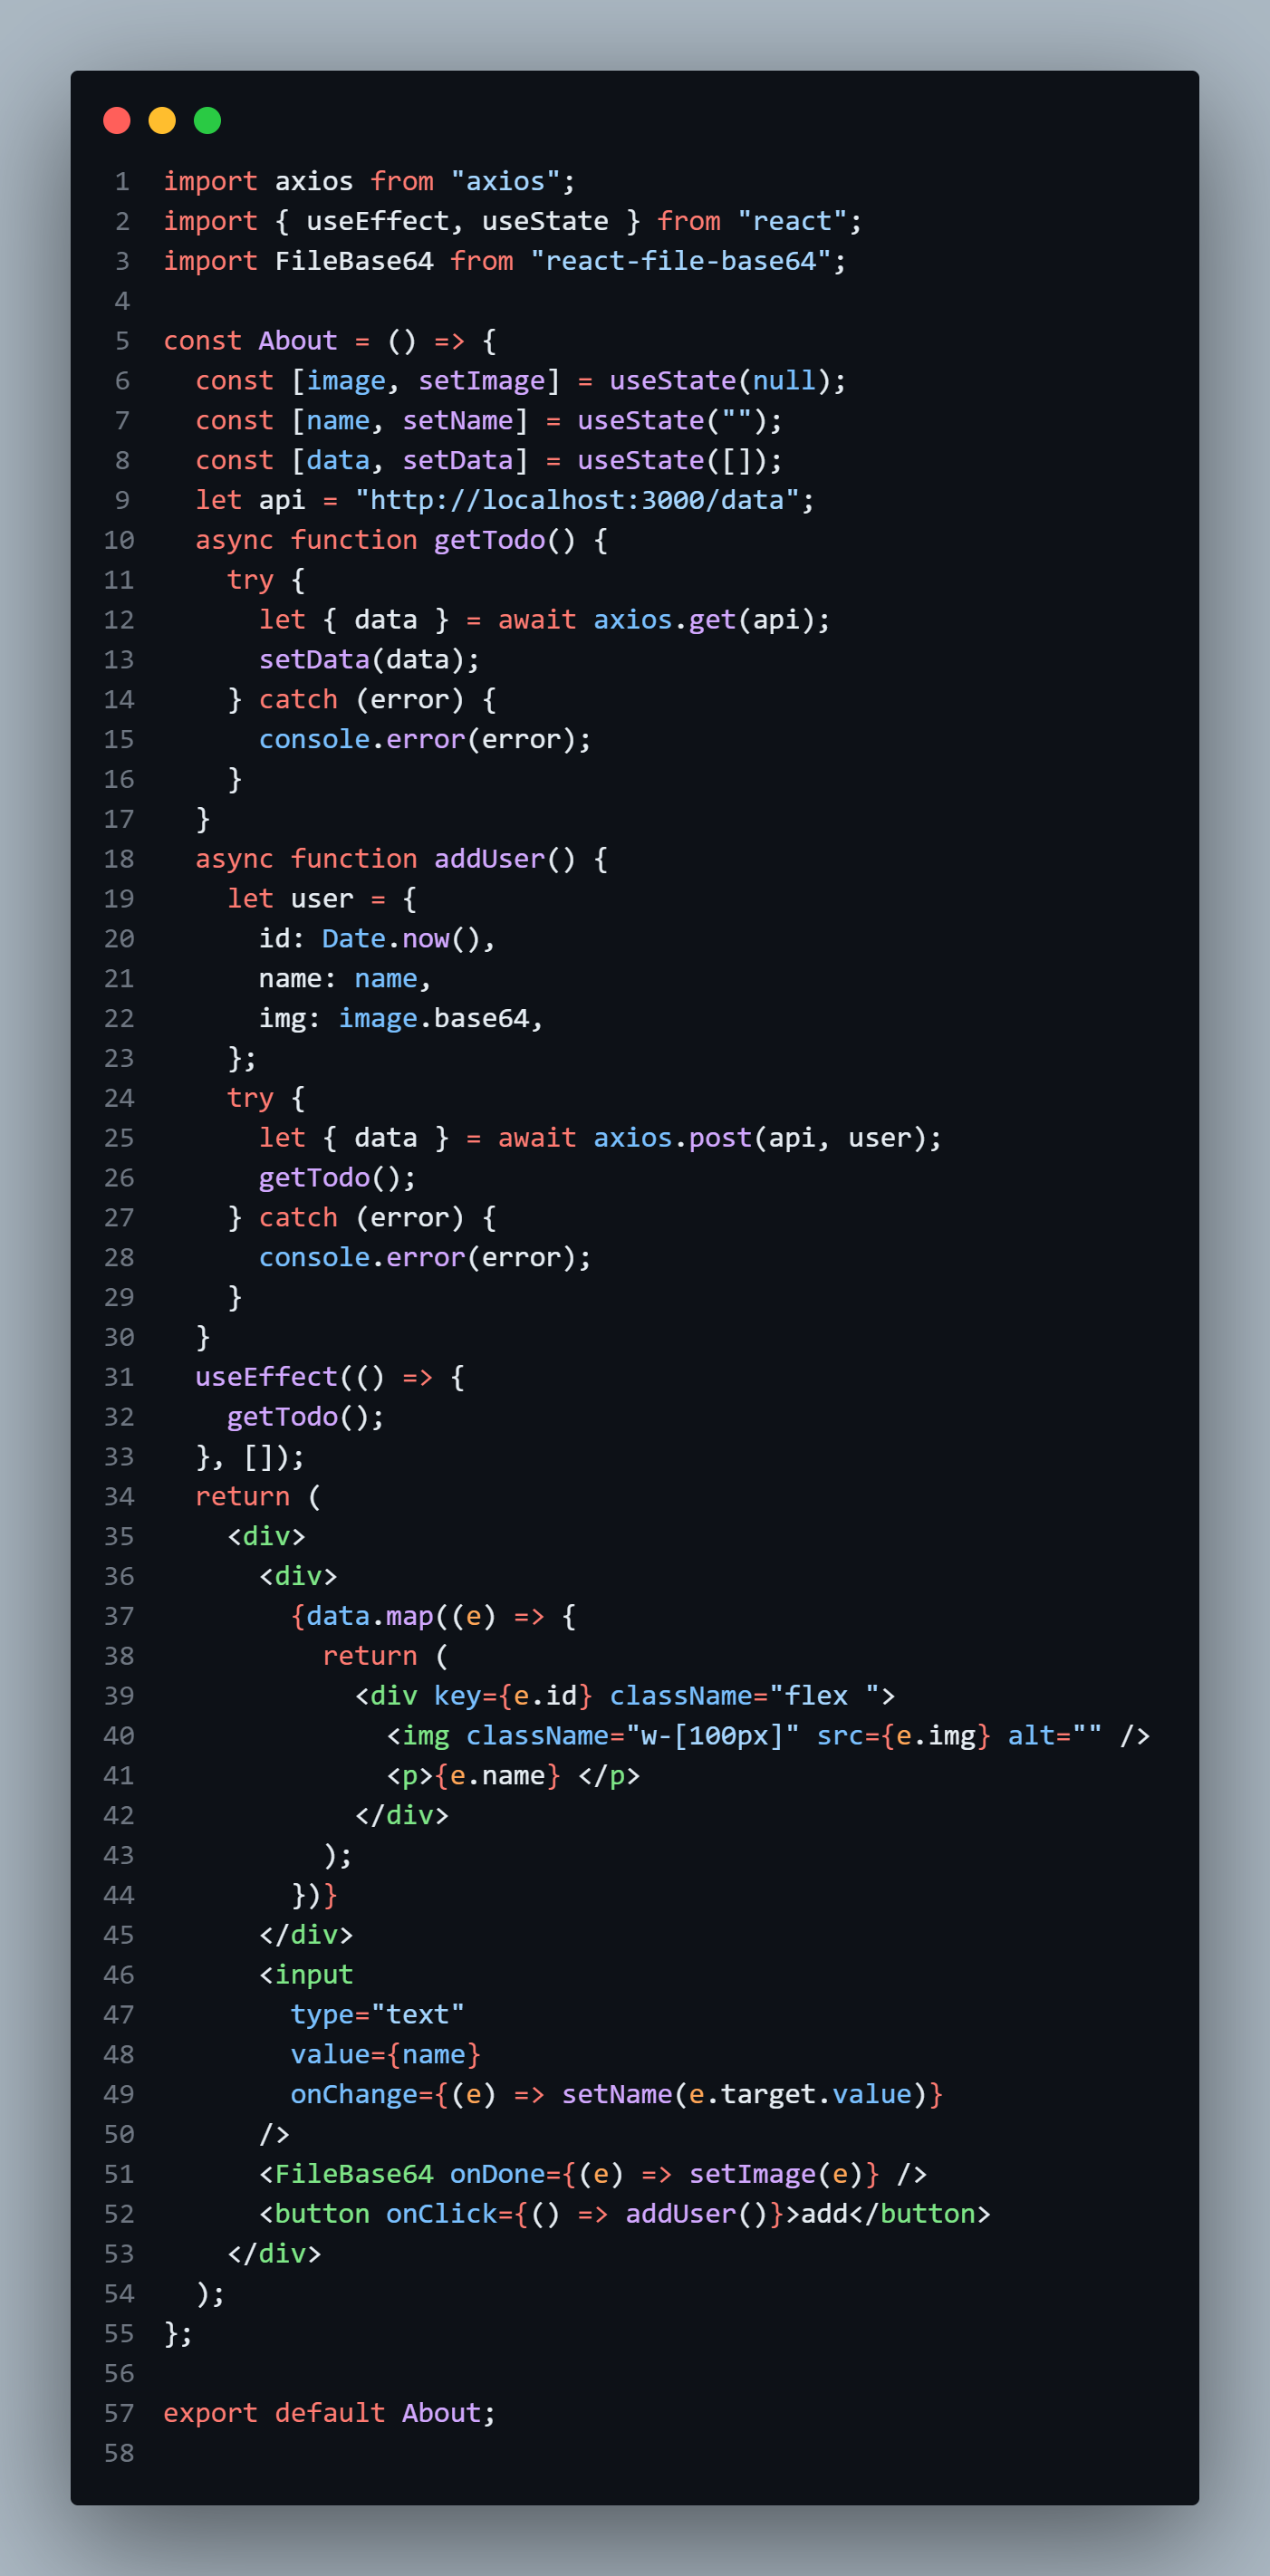 1 import axios from "axios";
2 import { useEffect, useState } from "react";
3 import FileBase64 from "react-file-base64";
4
5 const About = () => {
6   const [image, setImage] = useState(null);
7   const [name, setName] = useState("");
8   const [data, setData] = useState([]);
9   let api = "http://localhost:3000/data";
10   async function getTodo() {
11     try {
12       let { data } = await axios.get(api);
13       setData(data);
14     } catch (error) {
15       console.error(error);
16     }
17   }
18   async function addUser() {
19     let user = {
20       id: Date.now(),
21       name: name,
22       img: image.base64,
23     };
24     try {
25       let { data } = await axios.post(api, user);
26       getTodo();
27     } catch (error) {
28       console.error(error);
29     }
30   }
31   useEffect(() => {
32     getTodo();
33   }, []);
34   return (
35     <div>
36       <div>
37         {data.map((e) => {
38           return (
39             <div key={e.id} className="flex ">
40               <img className="w-[100px]" src={e.img} alt="" />
41               <p>{e.name} </p>
42             </div>
43           );
44         })}
45       </div>
46       <input
47         type="text"
48         value={name}
49         onChange={(e) => setName(e.target.value)}
50       />
51       <FileBase64 onDone={(e) => setImage(e)} />
52       <button onClick={() => addUser()}>add</button>
53     </div>
54   );
55 };
56
57 export default About;
58